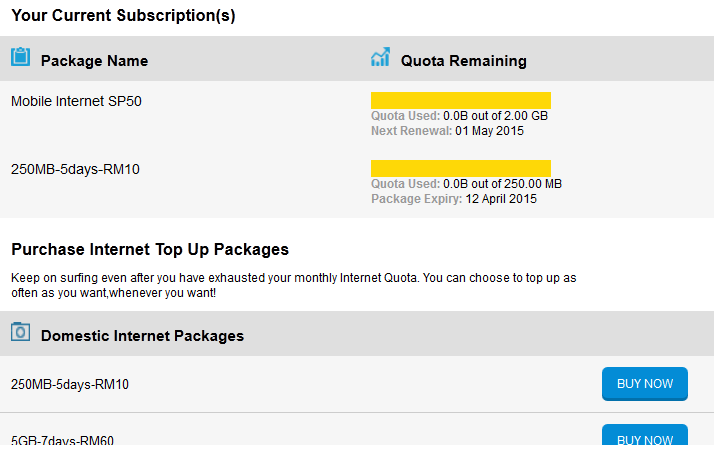 Your Current Subscription(s)
Package Name
Quota Remaining
Mobile Internet SP50
Quota Used: 0.0B out of 2.00 GB
Next Renewal: 01 May 2015
250MB-5days-RM10
Quota Used: 0.0B out of 250.00 MB
Package Expiry: 12 April 2015
Purchase Internet Top Up Packages
Keep on surfing even after you have exhausted your monthly Internet Quota. You can choose to top up as
often as you want,whenever you want!
Domestic Internet Packages
250MB-5days-RM10
BUY NOW
5GB-7days-RM60
BUY NOW